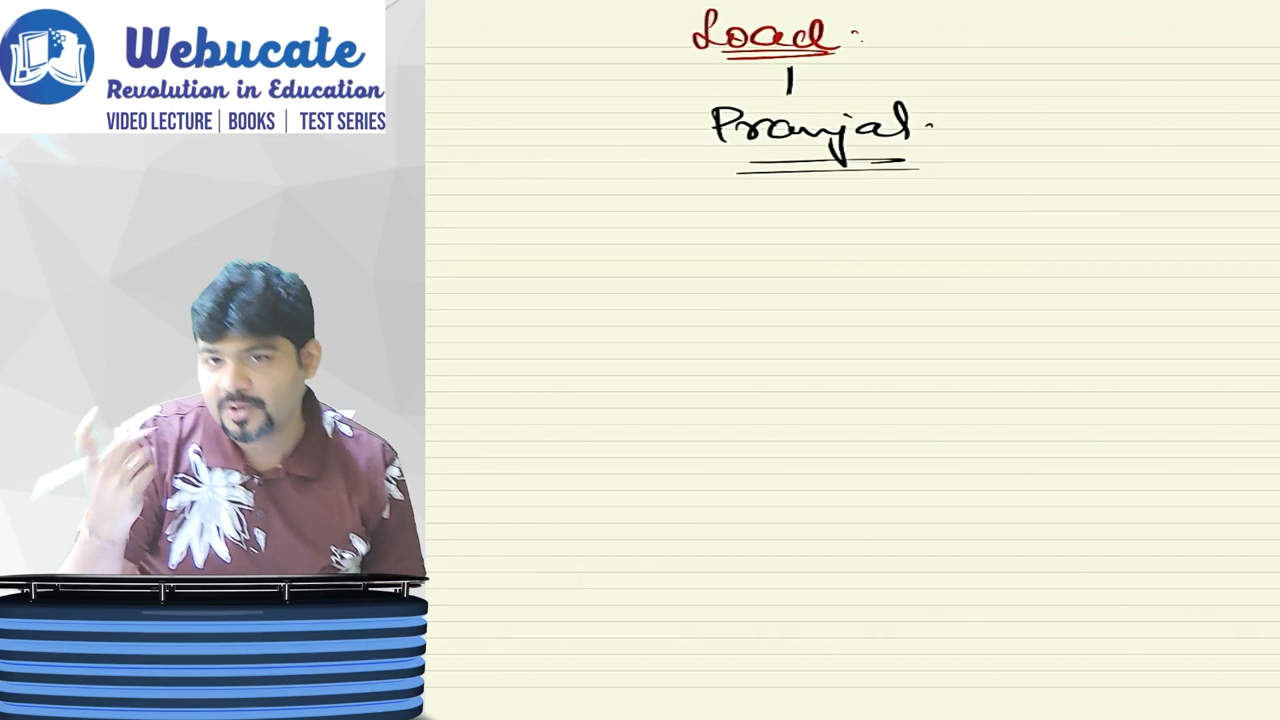 Webucate
Revolution in Education
VIDEO LECTURE | BOOKS | TEST SERIES
Load :
Pranjal.